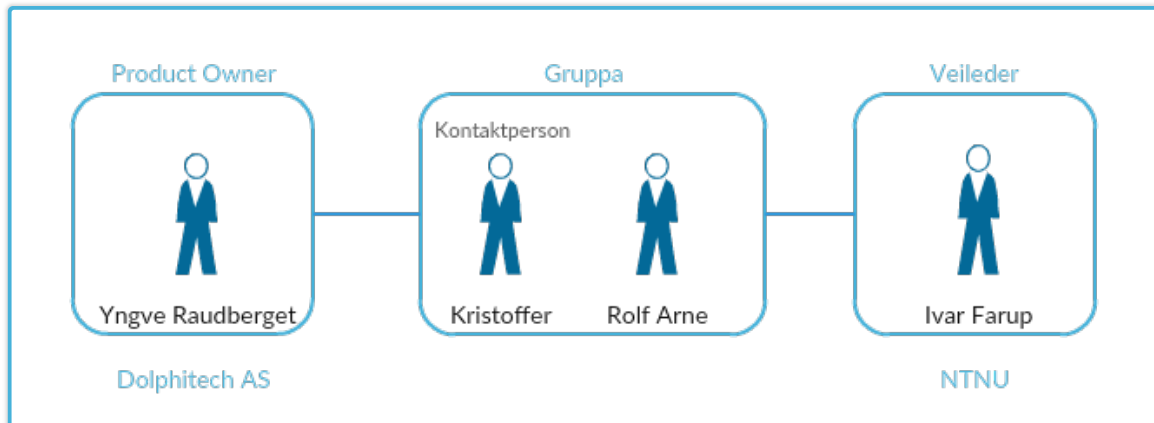 Product Owner
Gruppa
Veileder
Kontaktperson
Yngve Raudberget
Kristoffer
Rolf Arne
Ivar Farup
Dolphitech AS
NTNU